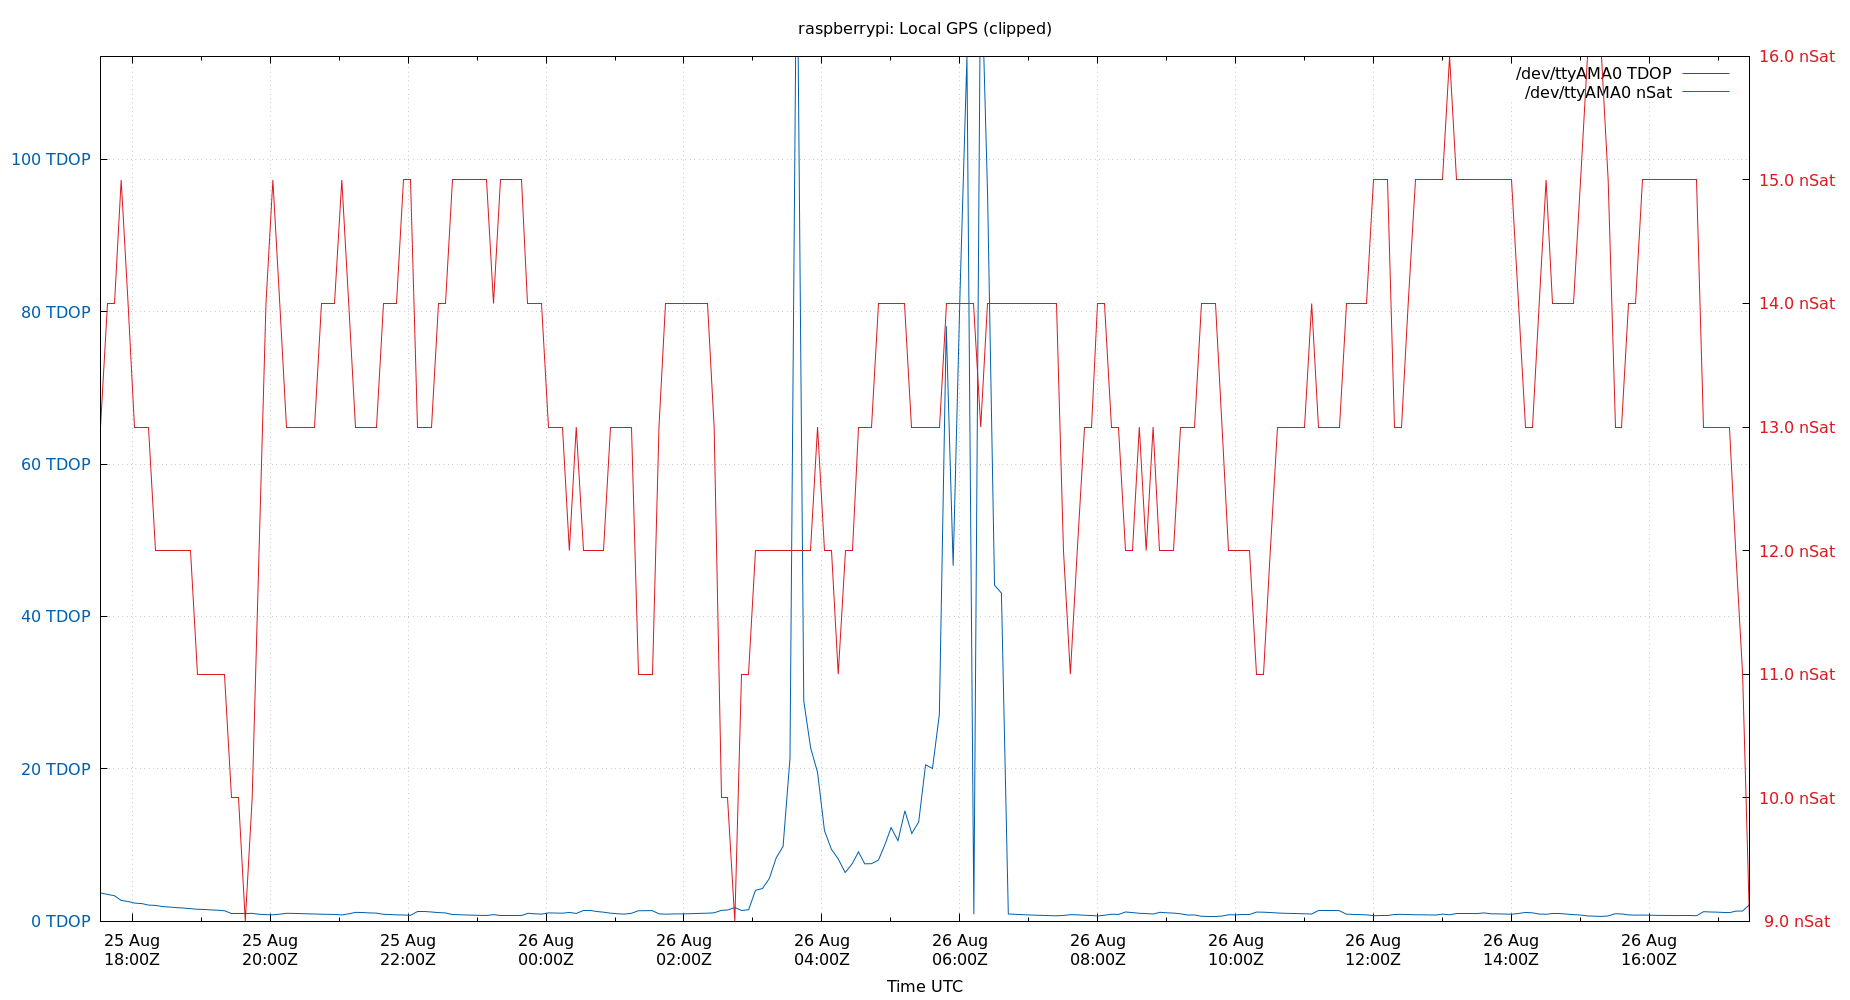 raspberrypi: Local GPS (clipped)
/dev/ttyAMA0 TDOP
/dev/ttyAMA0 nSat
100 TDOP
80 TDOP
60 TDOP
40 TDOP
20 TDOP
0 TDOP
16.0 nSat
15.0 nSat
14.0 nSat
13.0 nSat
12.0 nSat
11.0 nSat
10.0 nSat
9.0 nSat
25 Aug
18:00Z
25 Aug
20:00Z
25 Aug
22:00Z
26 Aug
00:00Z
26 Aug
02:00Z
26 Aug
04:00Z
26 Aug
06:00Z
26 Aug
08:00Z
26 Aug
10:00Z
26 Aug
12:00Z
26 Aug
14:00Z
26 Aug
16:00Z
Time UTC